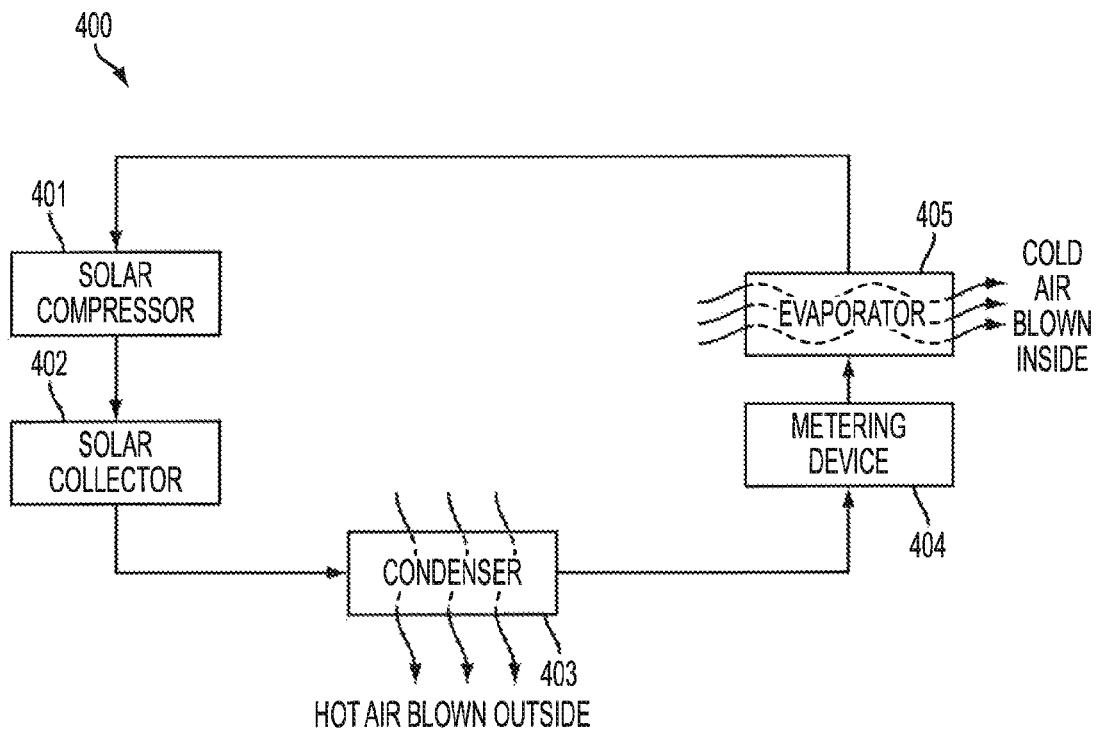 400
401
SOLAR
COMPRESSOR
402
SOLAR
COLLECTOR
CONDENSER
403
HOT AIR BLOWN OUTSIDE
405
EVAPORATOR
COLD
AIR
BLOWN
INSIDE
METERING
DEVICE
404